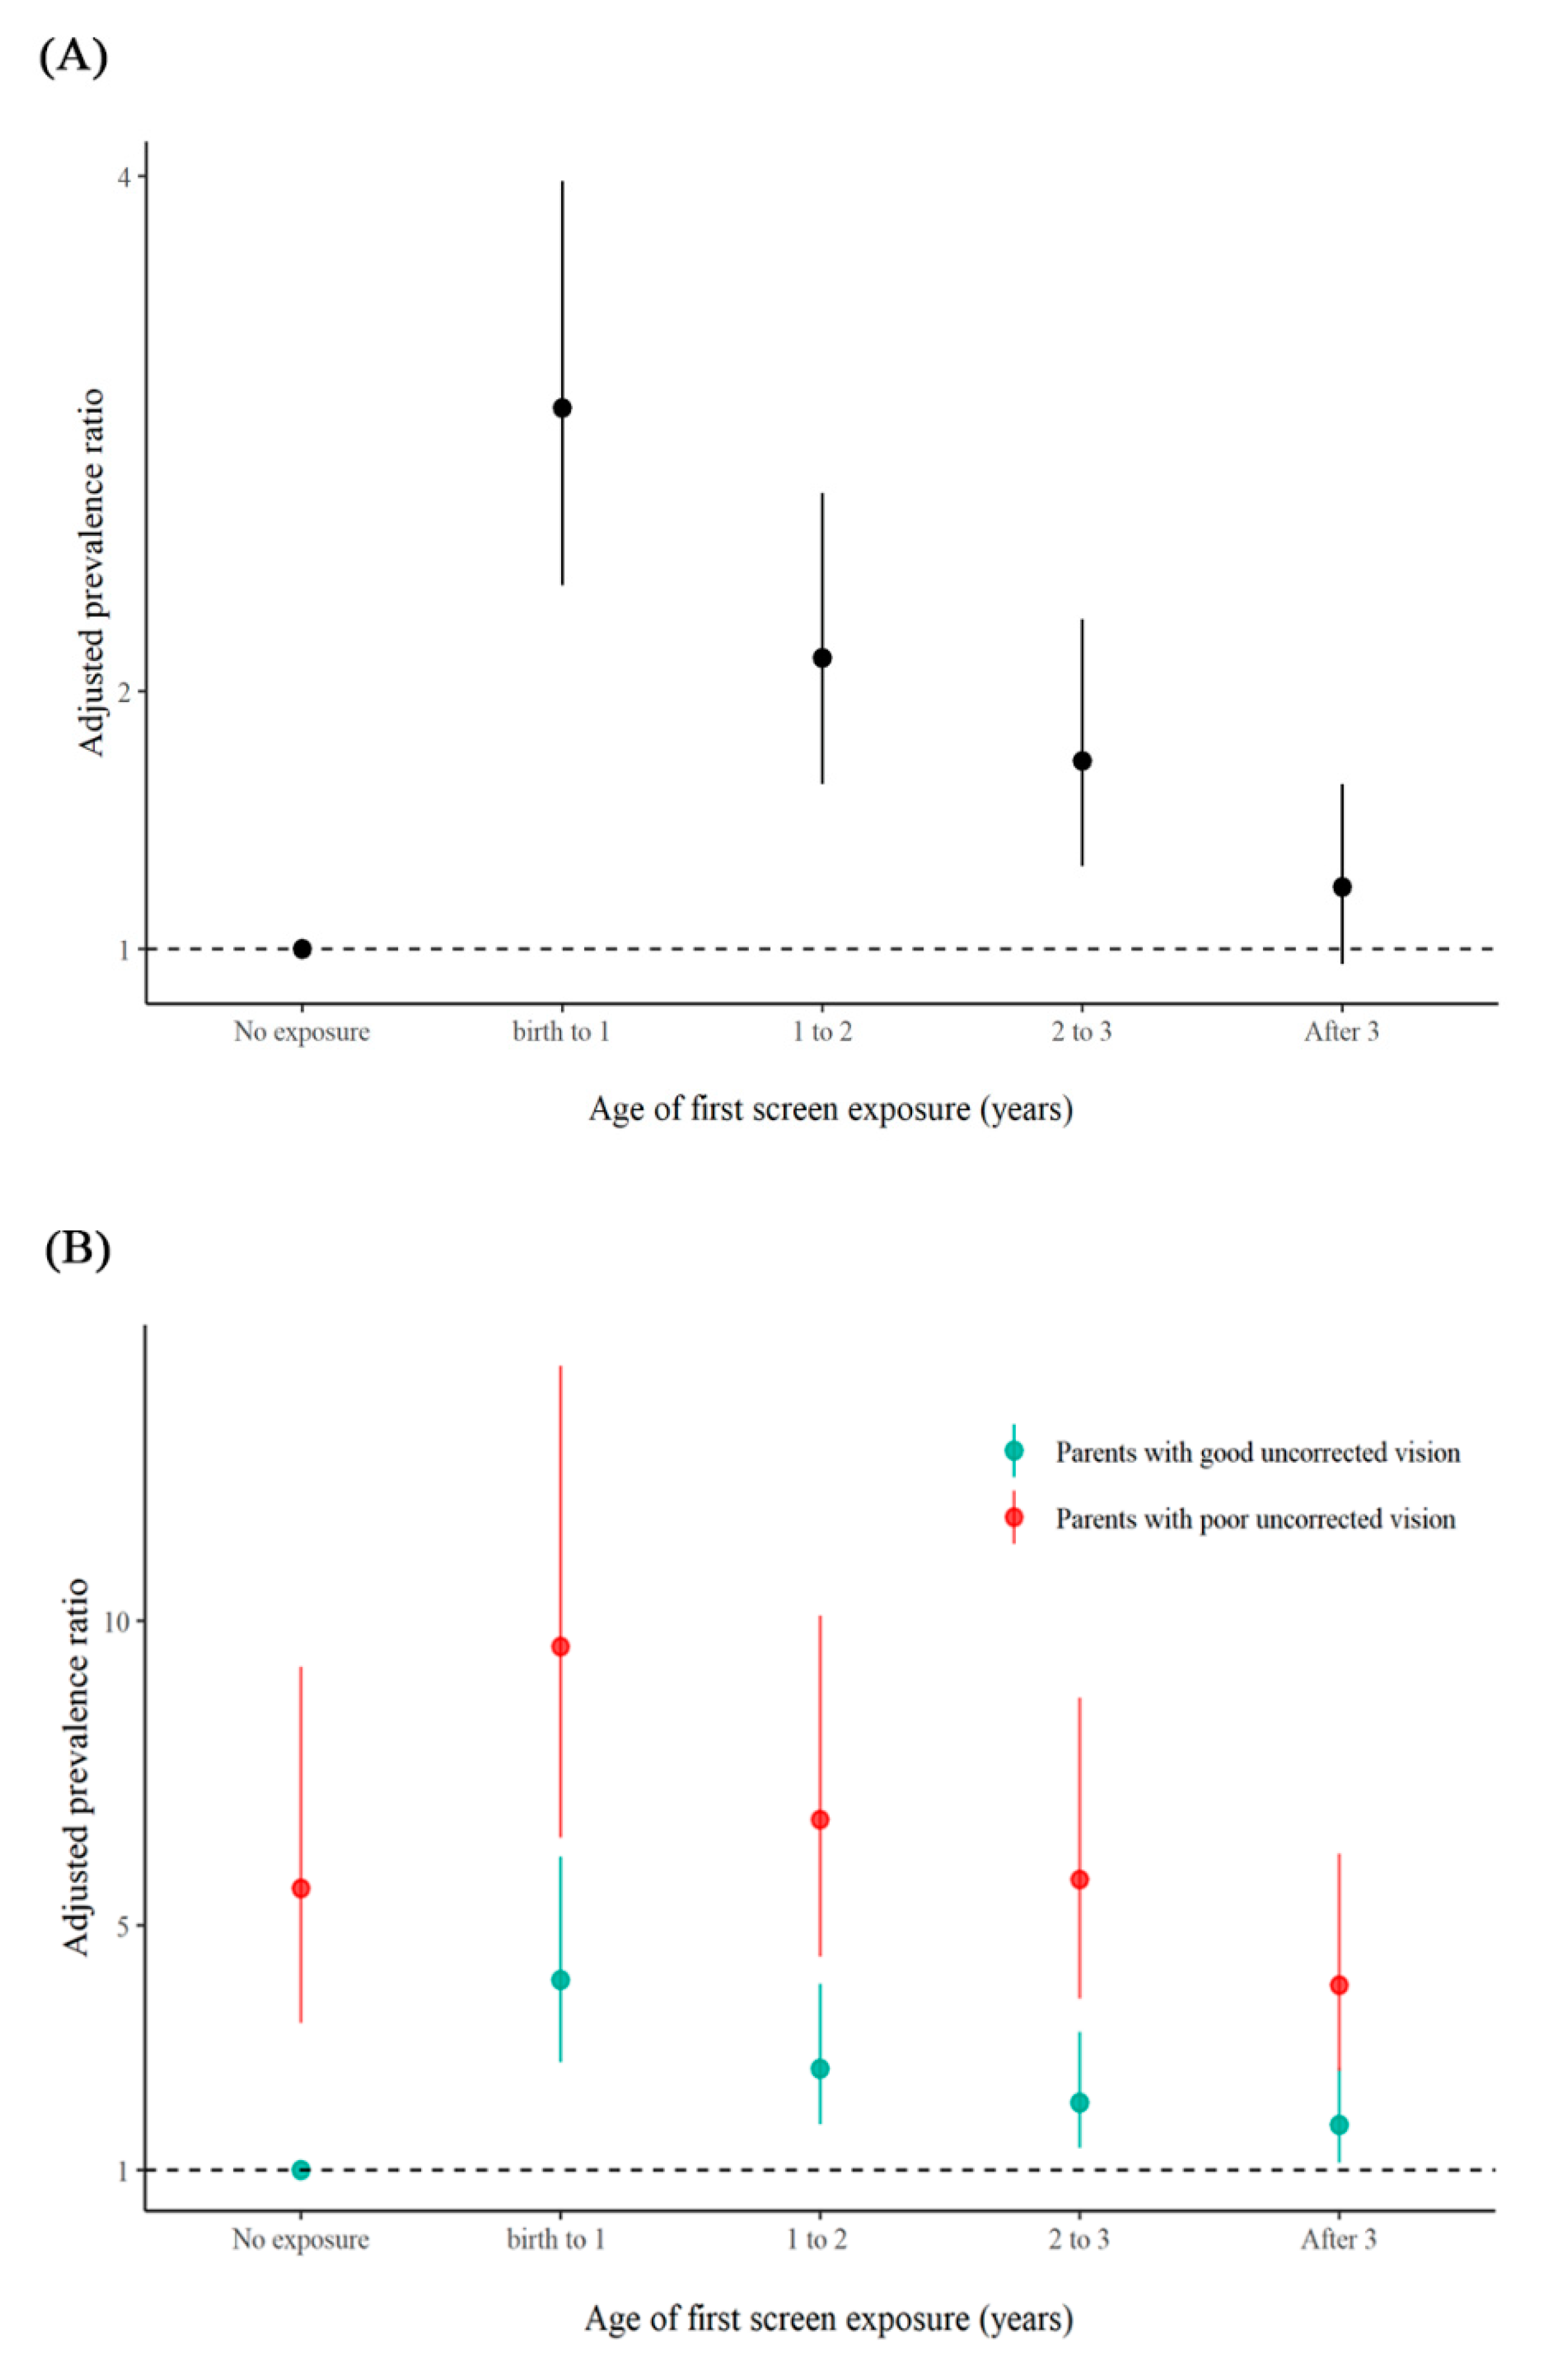 (A)
4
2
1
Adjusted prevalence ratio
No exposure
birth to 1
1 to 2
2 to 3
After 3
Age of first screen exposure (years)
(B)
10
5
1
Adjusted prevalence ratio
Parents with good uncorrected vision
Parents with poor uncorrected vision
No exposure
birth to 1
1 to 2
2 to 3
After 3
Age of first screen exposure (years)